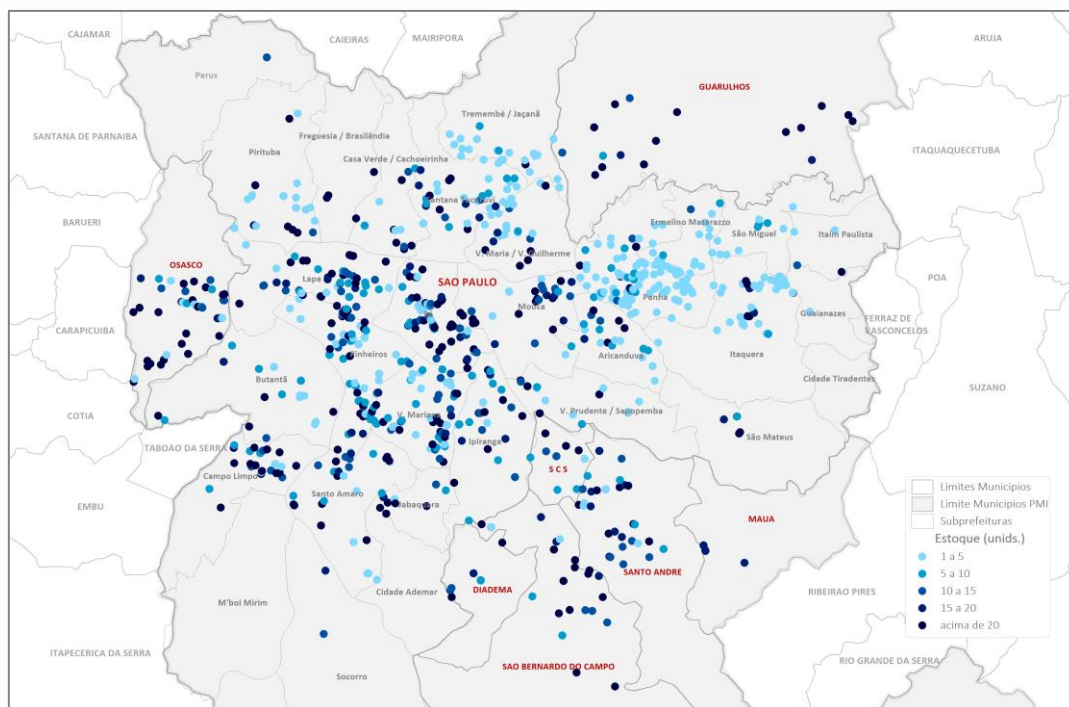 CAJAMAR
CAIEIRAS
MAIRIPORA
ARUJA
Perus
GUARULHOS
Tremembé / Jaçanã
SANTANA DE PARNAIBA
Freguesia / Brasilândia
Pirituba
Casa Verde / Cachoeirinha
ITAQUAQUECETUBA
Santana Tucuruvi
Ermelino Matarazzo
BARUERI
São Miguel
Itaim Paulista
V. Maria / V. Guilherme
OSASCO
POA
Lapa
SAO PAULO
Penha
Mooca
Guaianazes
CARAPICUIBA
FERRAZ DE
VASCONCELOS
Pinheiros
Aricanduva
Itaquera
Butantã
Cidade Tiradentes
SUZANO
COTIA
V. Mariana
V. Prudente / Sapopemba
São Mateus
TABOAO DA SERRA
Ipiranga
Campo Limpo
S C S
Santo Amaro
Jabaquara
EMBU
MAUA
Limites Municipios
Limite Municipios PMI
Subprefeituras
Estoque (unids.)
1 a 5
5 a 10
10 a 15
15 a 20
acima de 20
SANTO ANDRE
Cidade Ademar
DIADEMA
RIBEIRAO PIRES
M'boi Mirim
ITAPECERICA DA SERRA
SAO BERNARDO DO CAMPO
RIO GRANDE DA SERRA
Socorro